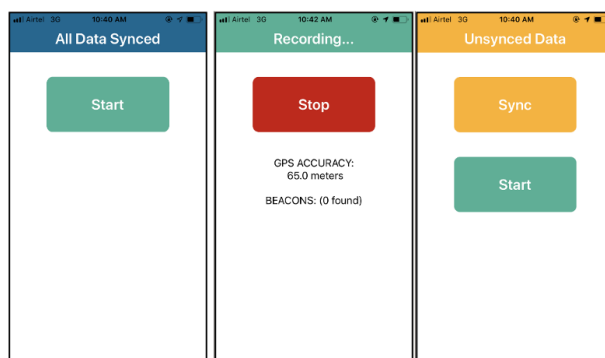 Airtel 3G 10:40 AM
All Data Synced
Start
Airtel 3G 10:42 AM
Recording...
Stop
GPS ACCURACY:
65.0 meters
BEACONS: (0 found)
Airtel 3G 10:40 AM
Unsynced Data
Sync
Start